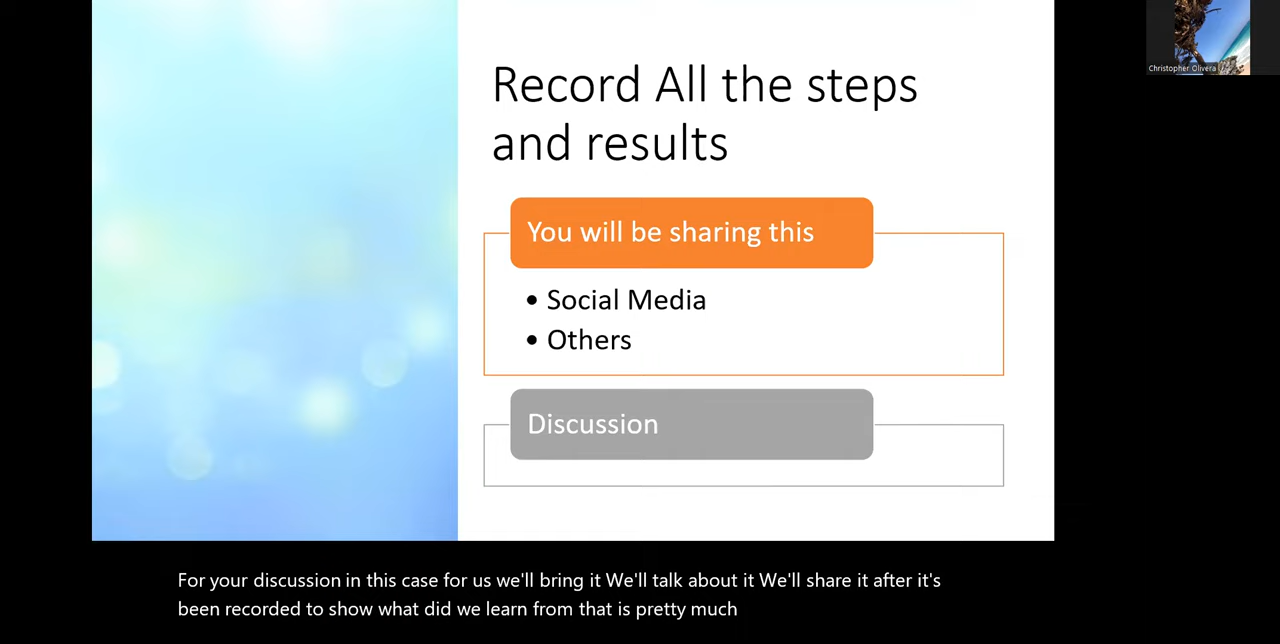 Christopher Olivera
Record All the steps
and results
You will be sharing this
• Social Media
• Others
Discussion
For your discussion in this case for us we'll bring it We'll talk about it We'll share it after it's
been recorded to show what did we learn from that is pretty much